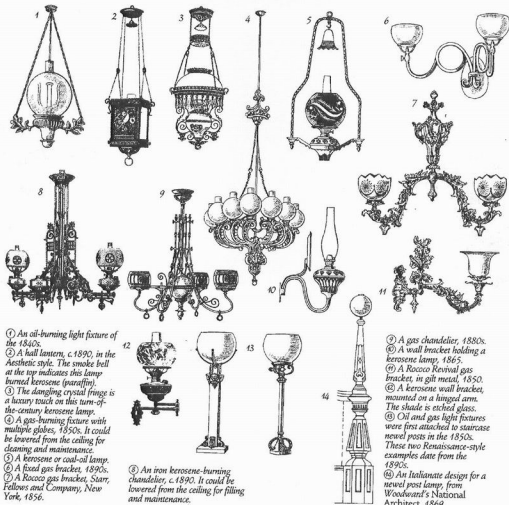 1
2
3
4
5
6
7
8
9
10
11
12
13
14
① An oil-burning light fixture of
the 1840s.
② A hall lantern, c.1890, in the
Aesthetic style. The smoke bell
at the top indicates this lamp
burned kerosene (paraffin).
③ The dangling crystal fringe is
a luxury touch on this turn-of-
the-century kerosene lamp.
④ A gas-burning fixture with
multiple globes, 1850s. It could
be lowered from the ceiling for
cleaning and maintenance.
⑤ A kerosene or coal-oil lamp.
⑥ A fixed gas bracket, 1890s.
⑦ A Rococo gas bracket, Starr,
Fellows and Company, New
York, 1856.
⑧ An iron kerosene-burning
chandelier, c.1890. It could be
lowered from the ceiling for filling
and maintenance.
⑨ A gas chandelier, 1880s.
⑩ A wall bracket holding a
kerosene lamp, 1865.
⑪ A Rococo Revival gas
bracket, in gilt metal, 1850.
⑫ A kerosene wall bracket,
mounted on a hinged arm.
The shade is etched glass.
⑬ Oil and gas light fixtures
were first attached to staircase
newel posts in the 1850s.
These two Renaissance-style
examples date from the
1890s.
⑭ An Italianate design for a
newel post lamp, from
Woodward's National
Architect, 1869.